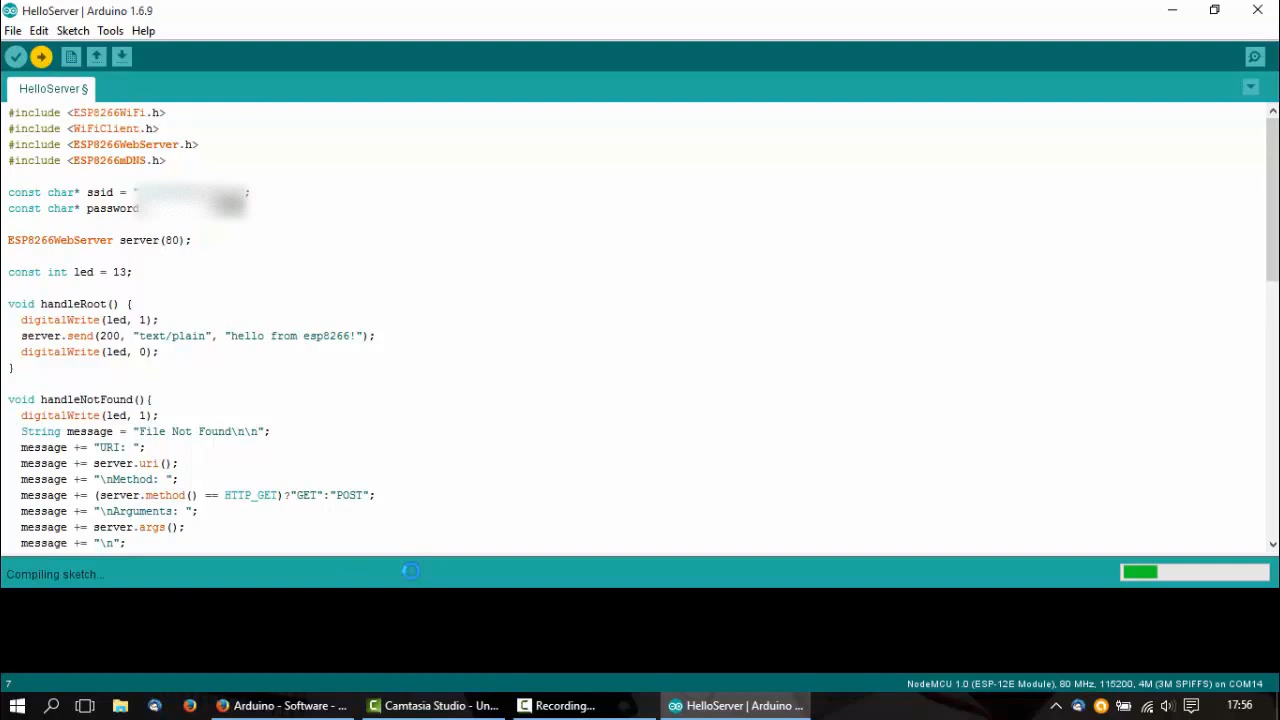 HelloServer | Arduino 1.6.9
File Edit Sketch Tools Help
HelloServer §
#include <ESP8266WiFi.h>
#include <WiFiClient.h>
#include <ESP8266WebServer.h>
#include <ESP8266mDNS.h>
const char* ssid = " ;
const char* password
ESP8266WebServer server(80);
const int led = 13;
void handleRoot() {
digitalWrite(led, 1);
server.send(200, "text/plain", "hello from esp8266!");
digitalWrite(led, 0);
}
void handleNotFound(){
digitalWrite(led, 1);
String message = "File Not Found\n\n";
message += "URI: ";
message += server.uri();
message += "\nMethod: ";
message += (server.method() == HTTP_GET)?"GET":"POST";
message += "\nArguments: ";
message += server.args();
message += "\n";
Compiling sketch...
7 NodeMCU 1.0 (ESP-12E Module), 80 MHz, 115200, 4M (3M SPIFFS) on COM14
Arduino - Software - ... Camtasia Studio - Un... Recording... HelloServer | Arduino ... 17:56